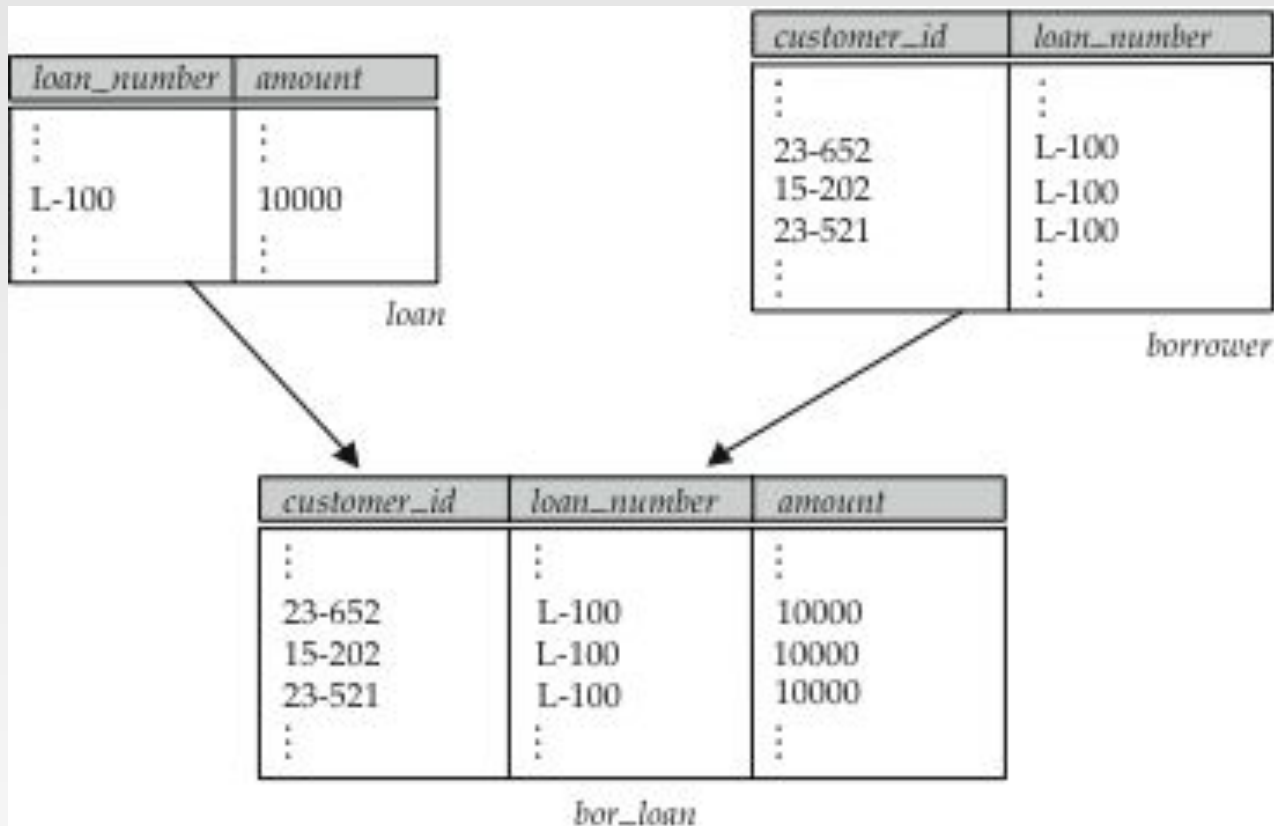 loan_number amount
⋮ ⋮
L-100 10000
⋮ ⋮
loan
customer_id loan_number
⋮ ⋮
23-652 L-100
15-202 L-100
23-521 L-100
⋮ ⋮
borrower
customer_id loan_number amount
⋮ ⋮ ⋮
23-652 L-100 10000
15-202 L-100 10000
23-521 L-100 10000
⋮ ⋮ ⋮
bor_loan